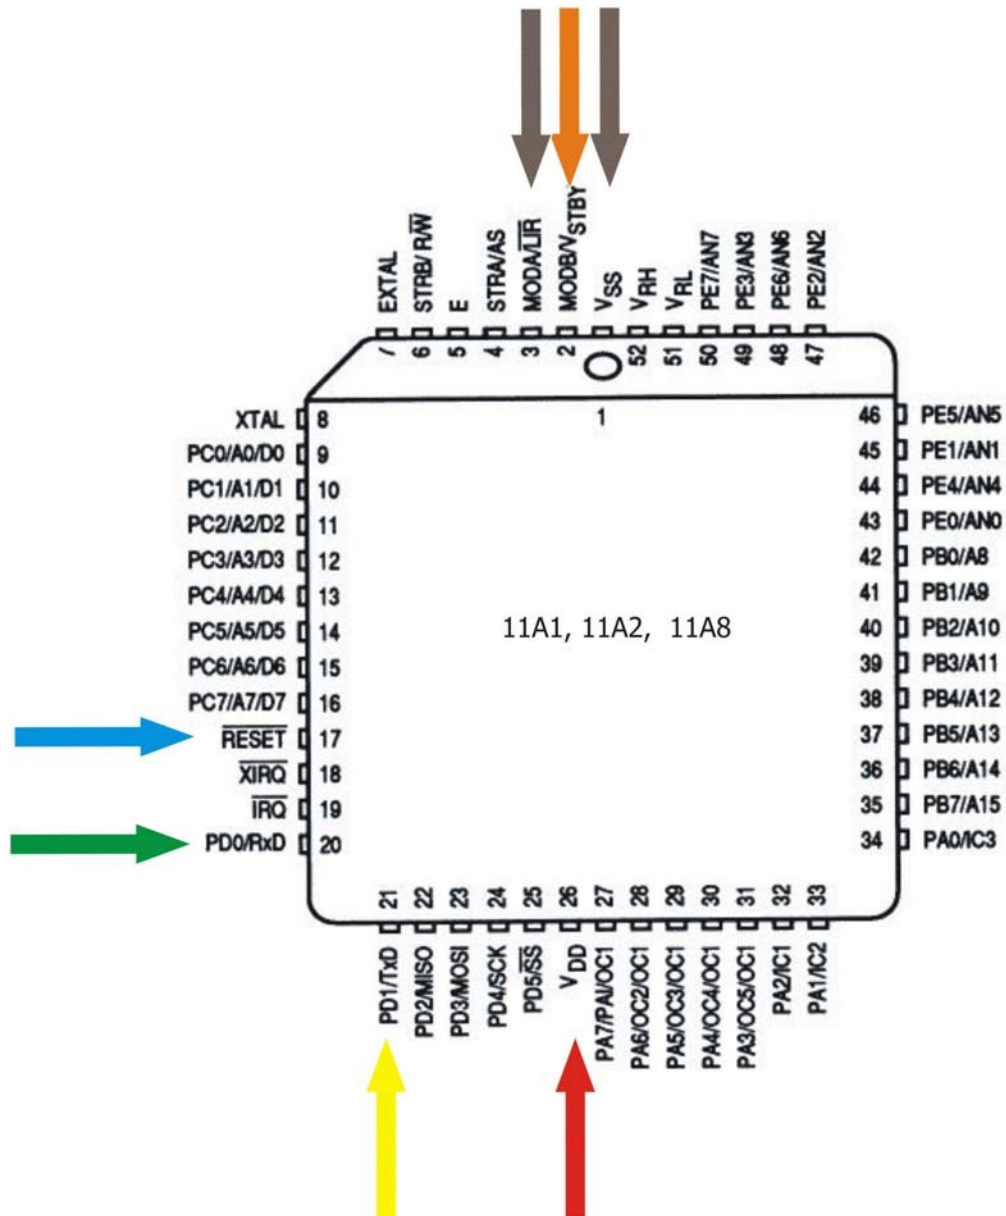 EXTAL
STRB/ R/W̅
E
STRA/AS
MODA/L̅I̅R̅
MODB/VSTBY
VSS
VRH
VRL
PE7/AN7
PE3/AN3
PE6/AN6
PE2/AN2
7 6 5 4 3 2 52 51 50 49 48 47
1
XTAL 8
PC0/A0/D0 9
PC1/A1/D1 10
PC2/A2/D2 11
PC3/A3/D3 12
PC4/A4/D4 13
PC5/A5/D5 14
PC6/A6/D6 15
PC7/A7/D7 16
R̅E̅S̅E̅T̅ 17
X̅I̅R̅Q̅ 18
I̅R̅Q̅ 19
PD0/RxD 20
11A1, 11A2, 11A8
46 PE5/AN5
45 PE1/AN1
44 PE4/AN4
43 PE0/AN0
42 PB0/A8
41 PB1/A9
40 PB2/A10
39 PB3/A11
38 PB4/A12
37 PB5/A13
36 PB6/A14
35 PB7/A15
34 PA0/IC3
21 22 23 24 25 26 27 28 29 30 31 32 33
PD1/TxD
PD2/MISO
PD3/MOSI
PD4/SCK
PD5/S̅S̅
VDD
PA7/PAI/OC1
PA6/OC2/OC1
PA5/OC3/OC1
PA4/OC4/OC1
PA3/OC5/OC1
PA2/IC1
PA1/IC2